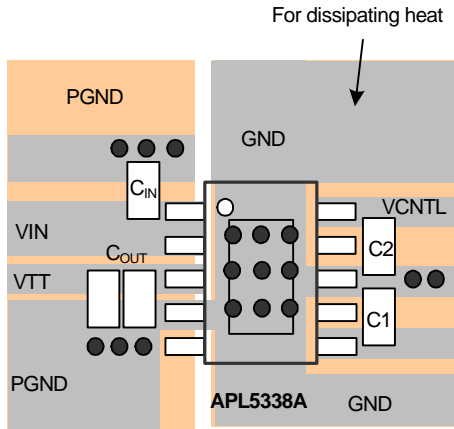 For dissipating heat
PGND
GND
CIN
VCNTL
VIN
COUT
C2
VTT
C1
PGND
APL5338A
GND